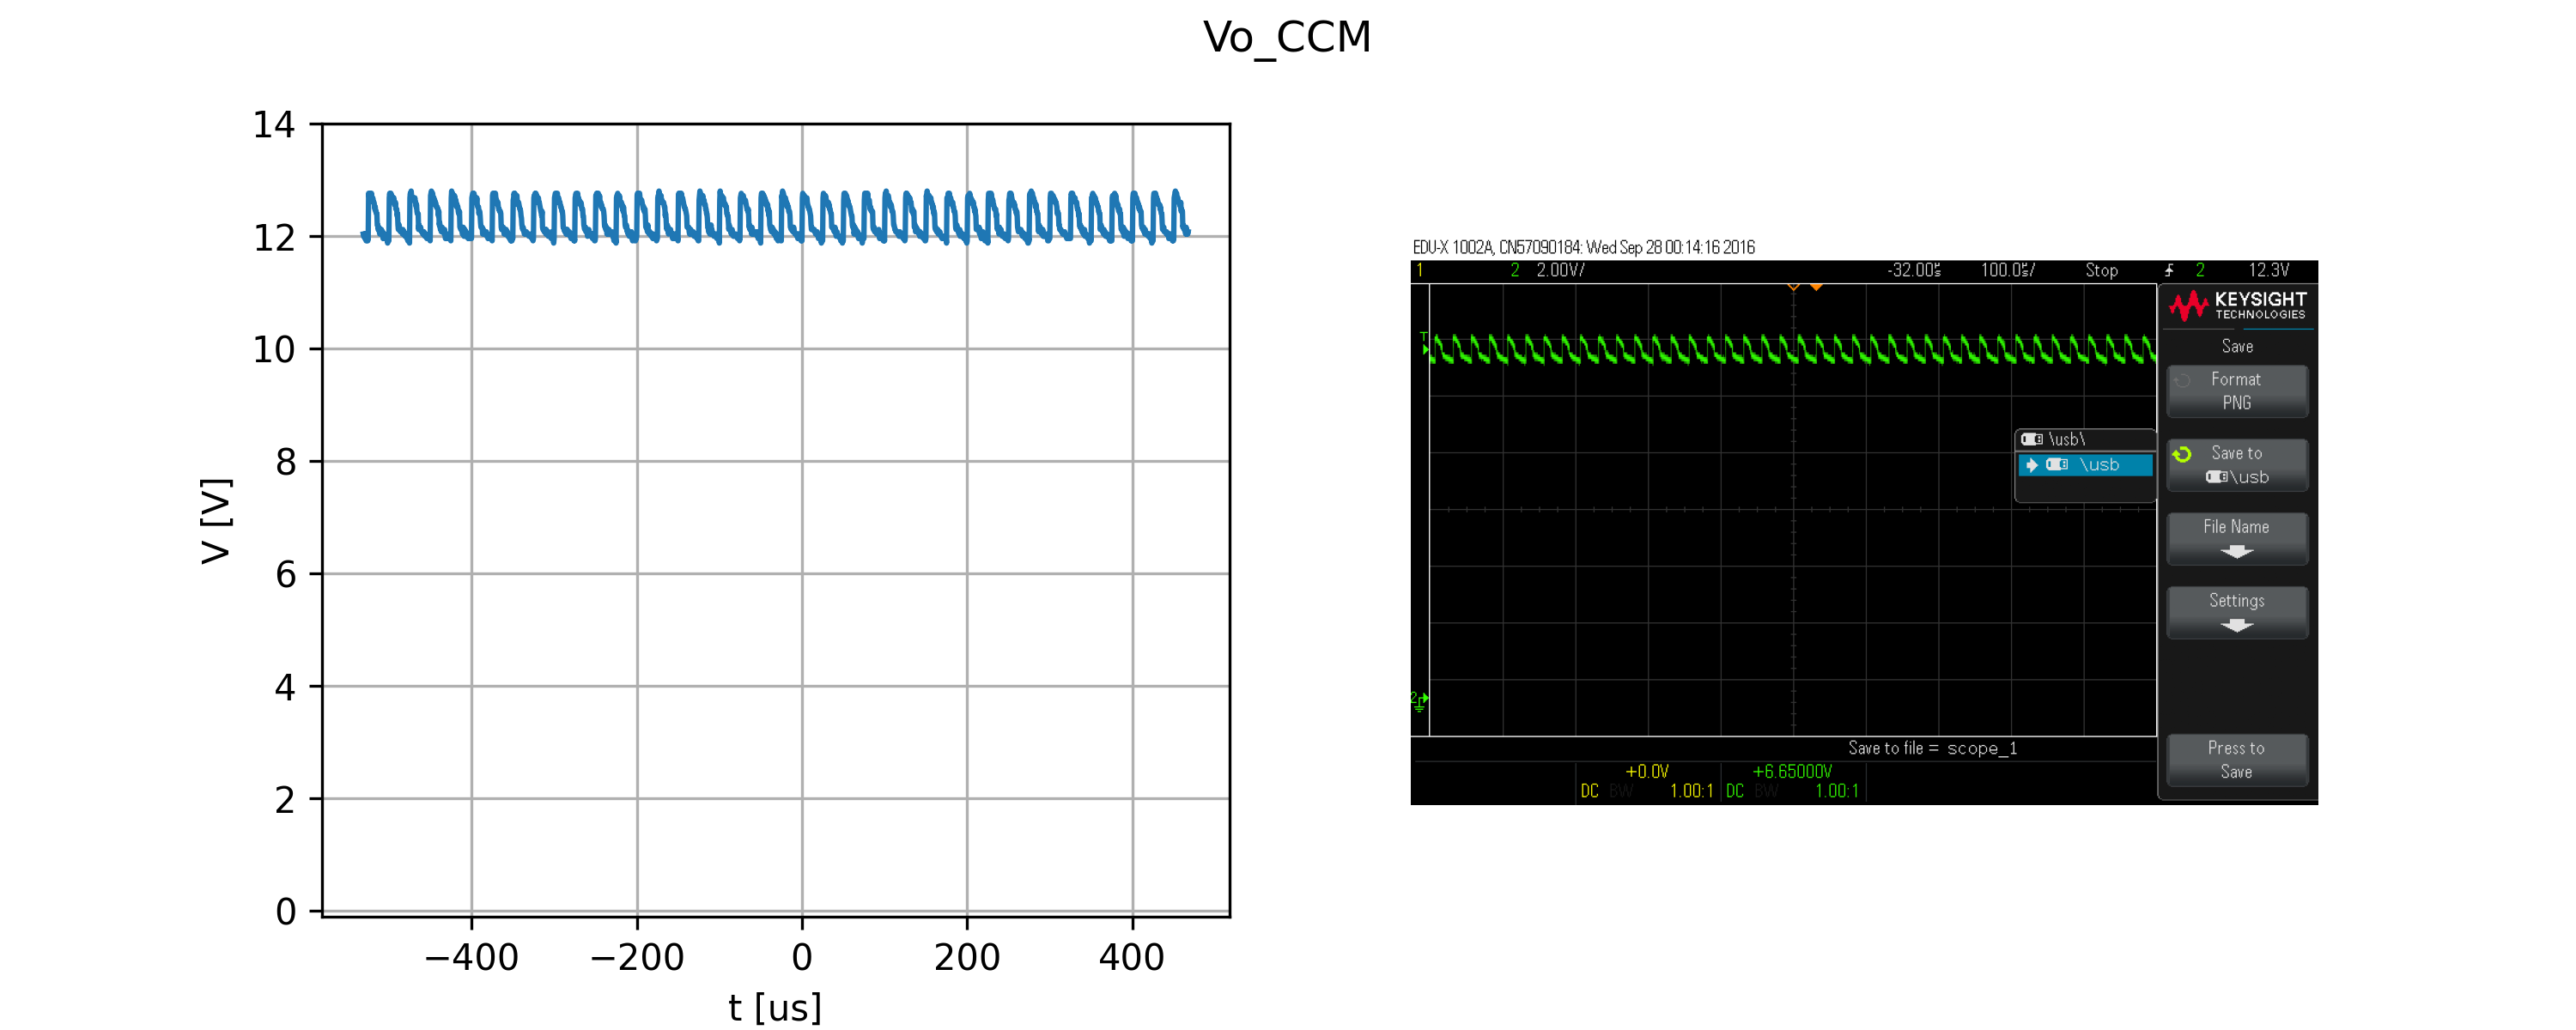 Vo_CCM
14
12
10
8
6
4
2
0
V [V]
−400 −200 0 200 400
t [us]
EDU-X 1002A, CN57090184: Wed Sep 28 00:14:16 2016
1 2 2.00V/ -32.00us 100.0us/ Stop 2 12.3V
KEYSIGHT
TECHNOLOGIES
Save
Format
PNG
Save to
\usb
File Name
Settings
Press to
Save
T
\usb\
\usb
2
Save to file = scope_1
+0.0V +6.65000V
DC BW 1.00:1 DC BW 1.00:1